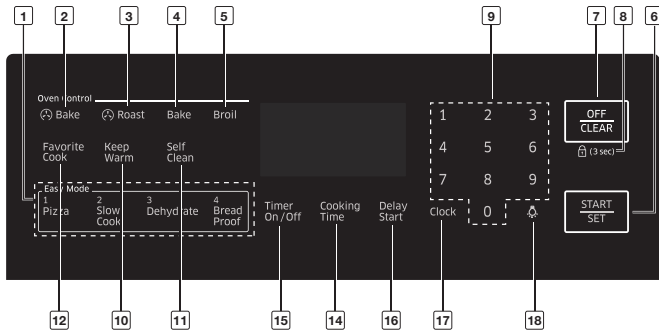 1 2 3 4 5 9 7 8 6
Oven Control
Bake Roast Bake Broil
Favorite Cook
Keep Warm
Self Clean
Easy Mode
1 Pizza
2 Slow Cook
3 Dehydrate
4 Bread Proof
Timer On/Off
Cooking Time
Delay Start
Clock
1 2 3
4 5 6
7 8 9
0
OFF
CLEAR
(3 sec)
START
SET
12 10 11 15 14 16 17 18